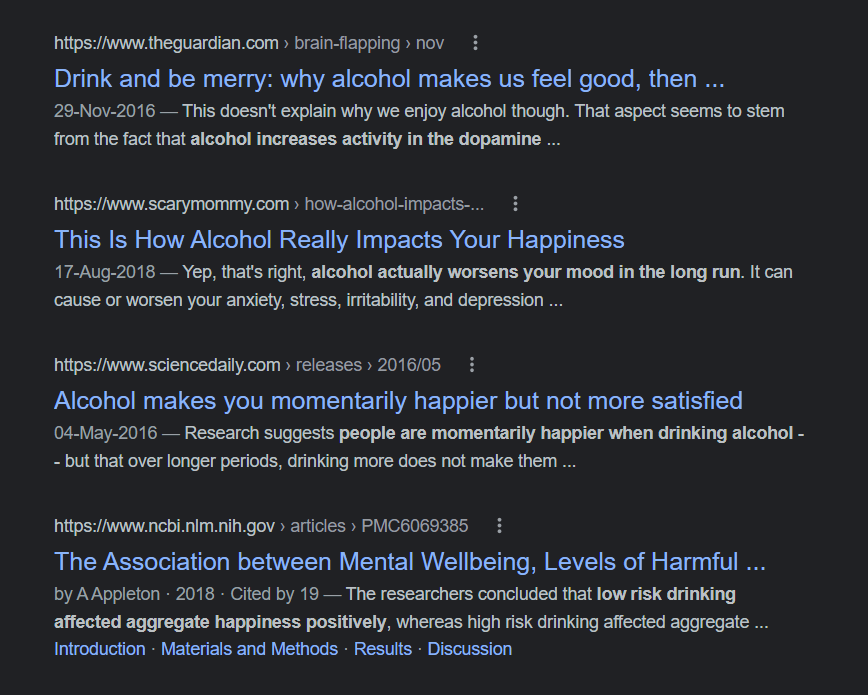 https://www.theguardian.com › brain-flapping › nov
Drink and be merry: why alcohol makes us feel good, then ...
29-Nov-2016 — This doesn't explain why we enjoy alcohol though. That aspect seems to stem
from the fact that alcohol increases activity in the dopamine ...
https://www.scarymommy.com › how-alcohol-impacts-...
This Is How Alcohol Really Impacts Your Happiness
17-Aug-2018 — Yep, that's right, alcohol actually worsens your mood in the long run. It can
cause or worsen your anxiety, stress, irritability, and depression ...
https://www.sciencedaily.com › releases › 2016/05
Alcohol makes you momentarily happier but not more satisfied
04-May-2016 — Research suggests people are momentarily happier when drinking alcohol -
- but that over longer periods, drinking more does not make them ...
https://www.ncbi.nlm.nih.gov › articles › PMC6069385
The Association between Mental Wellbeing, Levels of Harmful ...
by A Appleton · 2018 · Cited by 19 — The researchers concluded that low risk drinking
affected aggregate happiness positively, whereas high risk drinking affected aggregate ...
Introduction · Materials and Methods · Results · Discussion